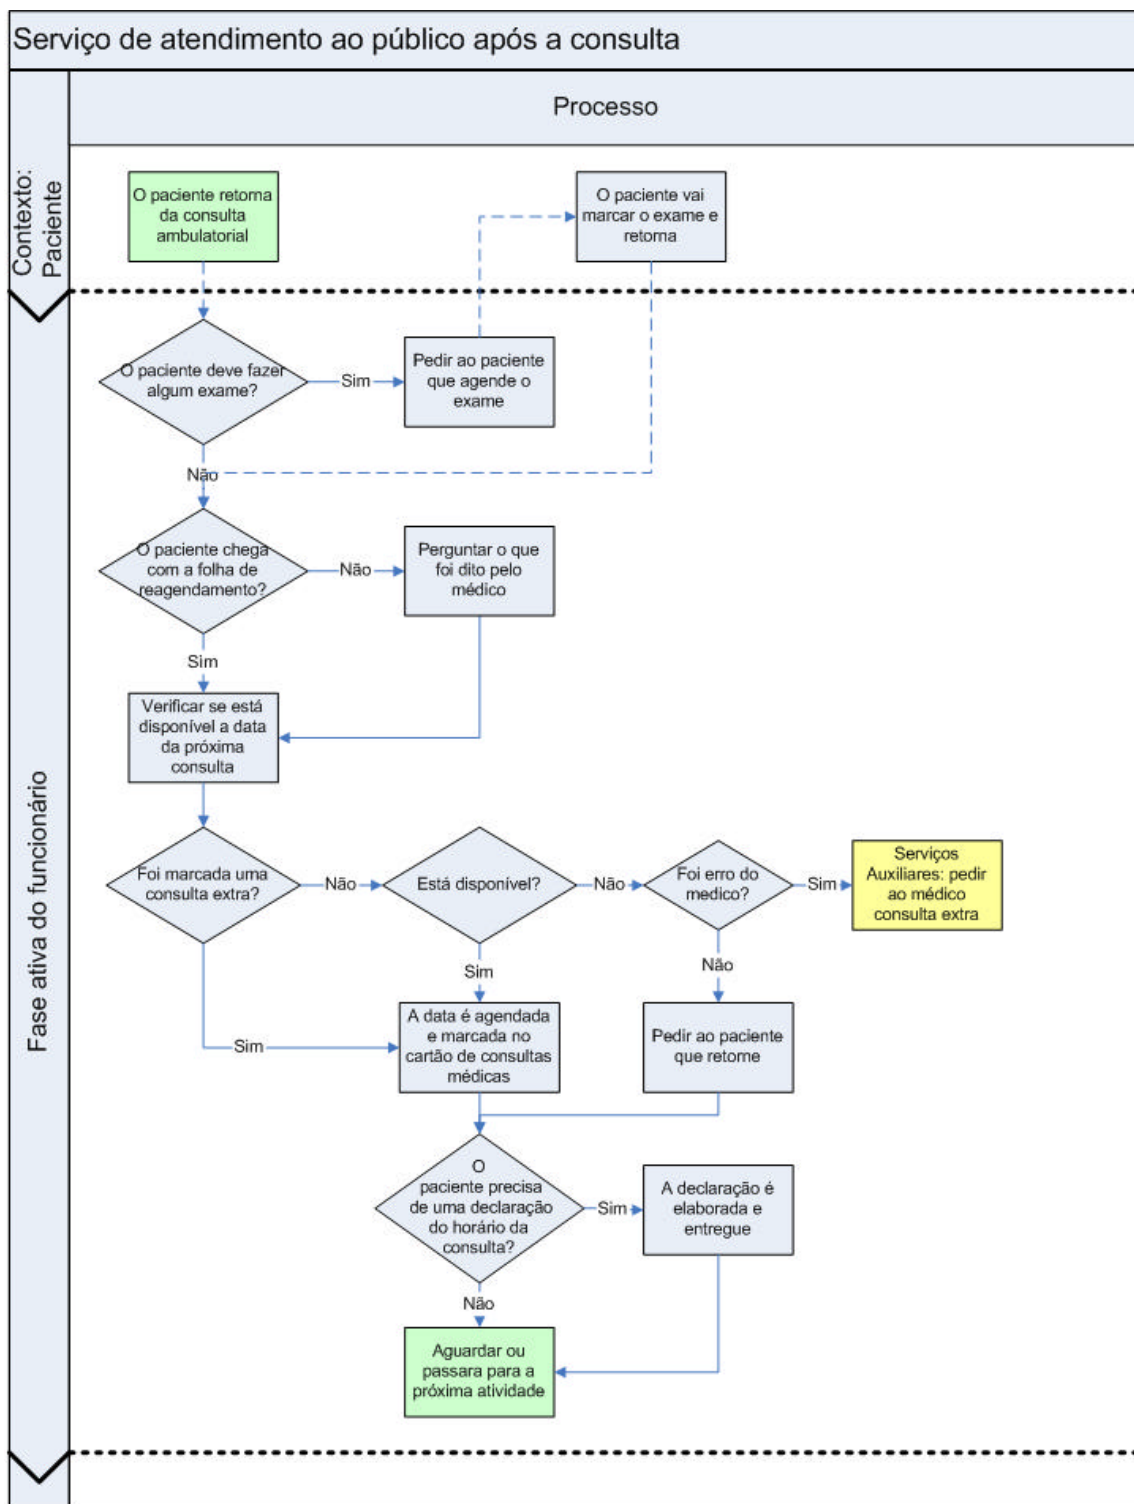 Serviço de atendimento ao público após a consulta
Processo
Contexto:
Paciente
O paciente retorna
da consulta
ambulatorial
O paciente vai
marcar o exame e
retorna
Fase ativa do funcionário
O paciente deve fazer
algum exame?
Sim
Pedir ao paciente
que agende o
exame
Não
O paciente chega
com a folha de
reagendamento?
Não
Perguntar o que
foi dito pelo
médico
Sim
Verificar se está
disponível a data
da próxima
consulta
Foi marcada uma
consulta extra?
Não
Está disponível?
Não
Foi erro do
medico?
Sim
Serviços
Auxiliares: pedir
ao médico
consulta extra
Sim
Não
Sim
A data é agendada
e marcada no
cartão de consultas
médicas
Pedir ao paciente
que retorne
O
paciente precisa
de uma declaração
do horário da
consulta?
Sim
A declaração é
elaborada e
entregue
Não
Aguardar ou
passara para a
próxima atividade